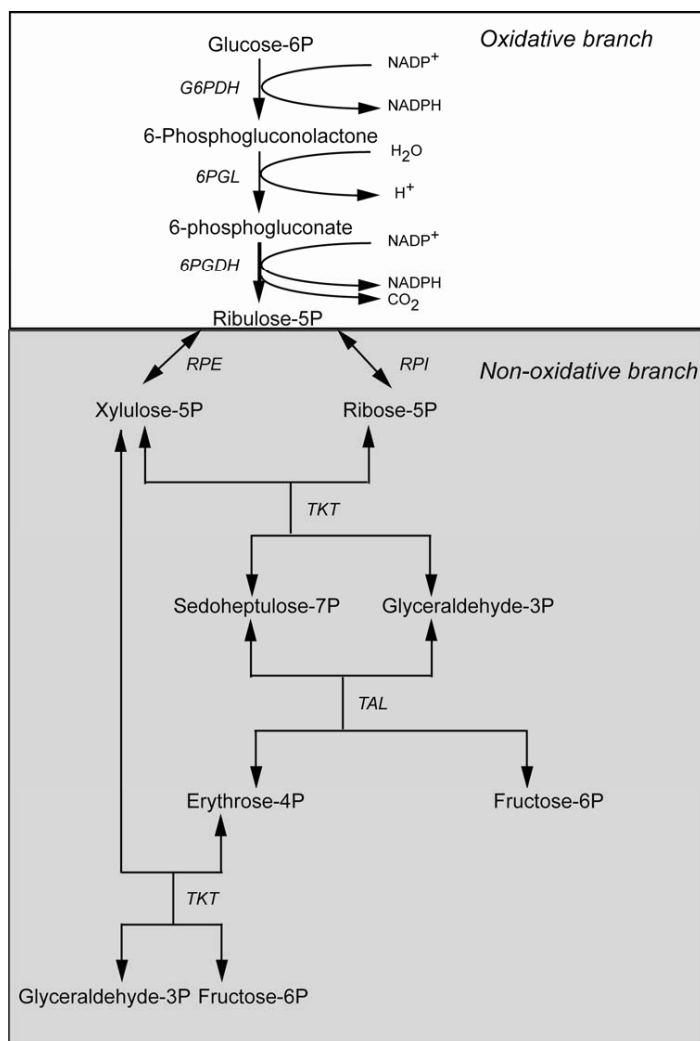 Oxidative branch
Glucose-6P
NADP+
G6PDH
NADPH
6-Phosphogluconolactone
H2O
6PGL
H+
6-phosphogluconate
NADP+
6PGDH
NADPH
CO2
Ribulose-5P
RPE
RPI
Non-oxidative branch
Xylulose-5P
Ribose-5P
TKT
Sedoheptulose-7P
Glyceraldehyde-3P
TAL
Erythrose-4P
Fructose-6P
TKT
Glyceraldehyde-3P
Fructose-6P